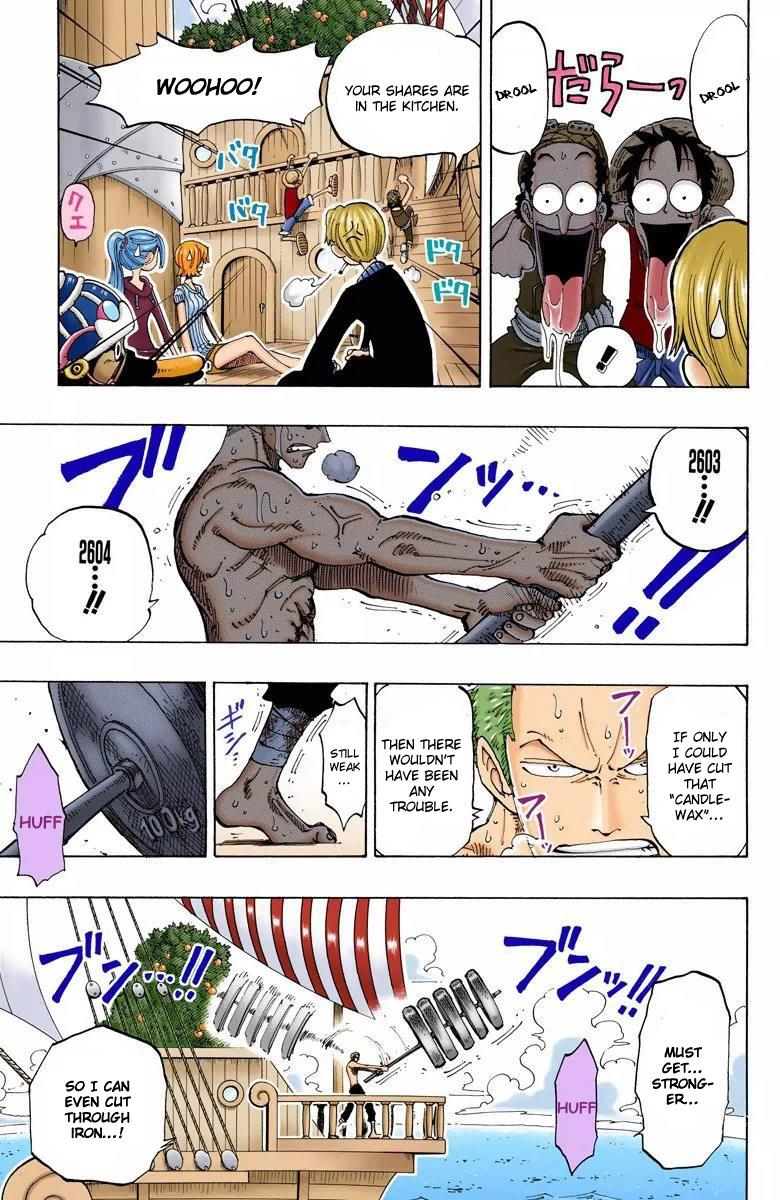 DROOL
だらーっ
DROOL
!
YOUR SHARES ARE
IN THE KITCHEN.
WOOHOO!
バタ
バタ
ドタ
ドタ
クエ
2603
......
!!
ブンッ…!!
2604
......
!!
IF ONLY
I COULD
HAVE CUT
THAT
"CANDLE-
WAX"...
フーッ
フーッ
THEN THERE
WOULDN'T
HAVE BEEN
ANY
TROUBLE.
STILL
WEAK
...
ギシ…
100kg
HUFF
MUST
GET...
STRONG-
ER...
ブンッ…!!
HUFF
ブンッ…!!
SO I CAN
EVEN CUT
THROUGH
IRON...!